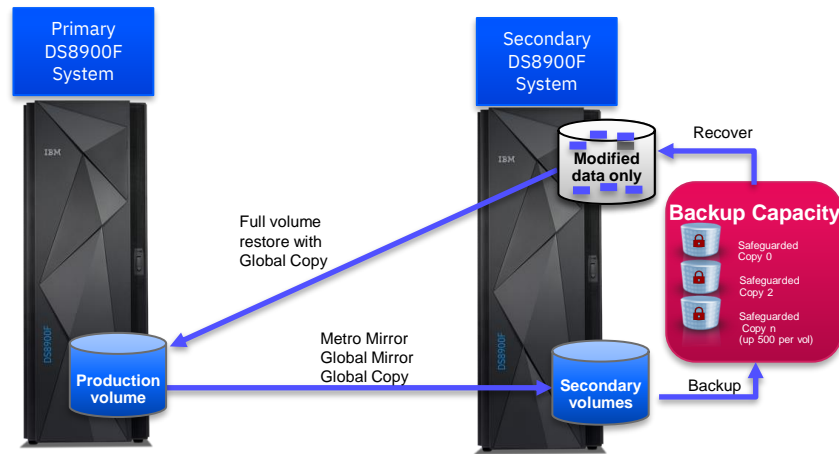 Primary
DS8900F
System
Secondary
DS8900F
System
IBM
IBM
Modified
data only
Recover
Backup Capacity
Safeguarded
Copy 0
Safeguarded
Copy 2
Safeguarded
Copy n
(up 500 per vol)
Full volume
restore with
Global Copy
DS8900F
DS8900F
Metro Mirror
Global Mirror
Global Copy
Production
volume
Secondary
volumes
Backup